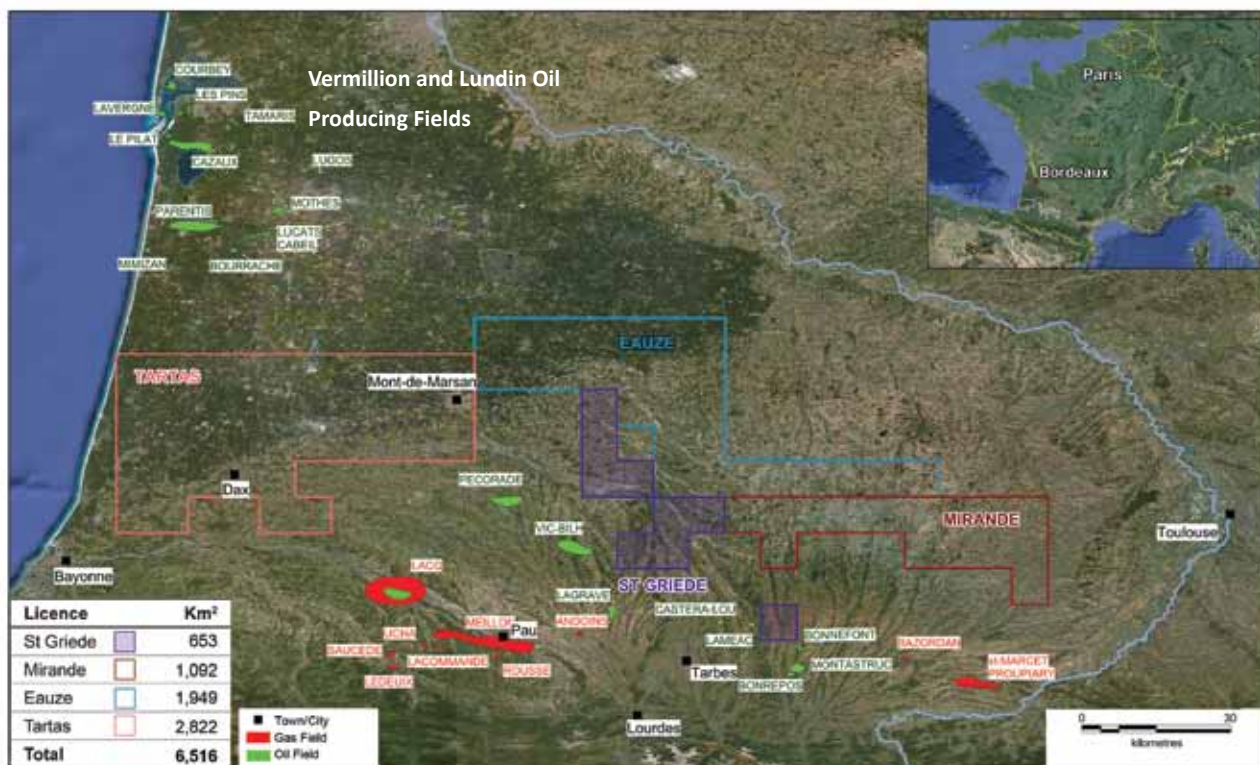 Vermillion and Lundin Oil
Producing Fields
Paris
Bordeaux
COURBEY
LES PINS
LAVERGNE
TAMARIS
LE PILAT
CAZAUX
LUGOS
MOTHES
PARENTIS
LUCATS
CABEIL
MIMIZAN
BOURRACHE
EAUZE
TARTAS
Mont-de-Marsan
Dax
PECORADE
MIRANDE
Toulouse
VIC-BILH
Bayonne
LACQ
ST GRIEDE
LAGRAVE
CASTERA-LOU
ANDOINS
MEILLON
Pau
UCHA
LAMEAC
BONNEFONT
SAUCEDE
LACOMMANDE
ROUSSE
RAZORDAN
MONTASTRUC
Tarbes
LEDEUIX
BONREPOS
PROUPIARY
Lourdes
Licence Km²
St Griede 653
Mirande 1,092
Eauze 1,949
Tartas 2,822
Total 6,516
Town/City
Gas Field
Oil Field
0 30
kilometres